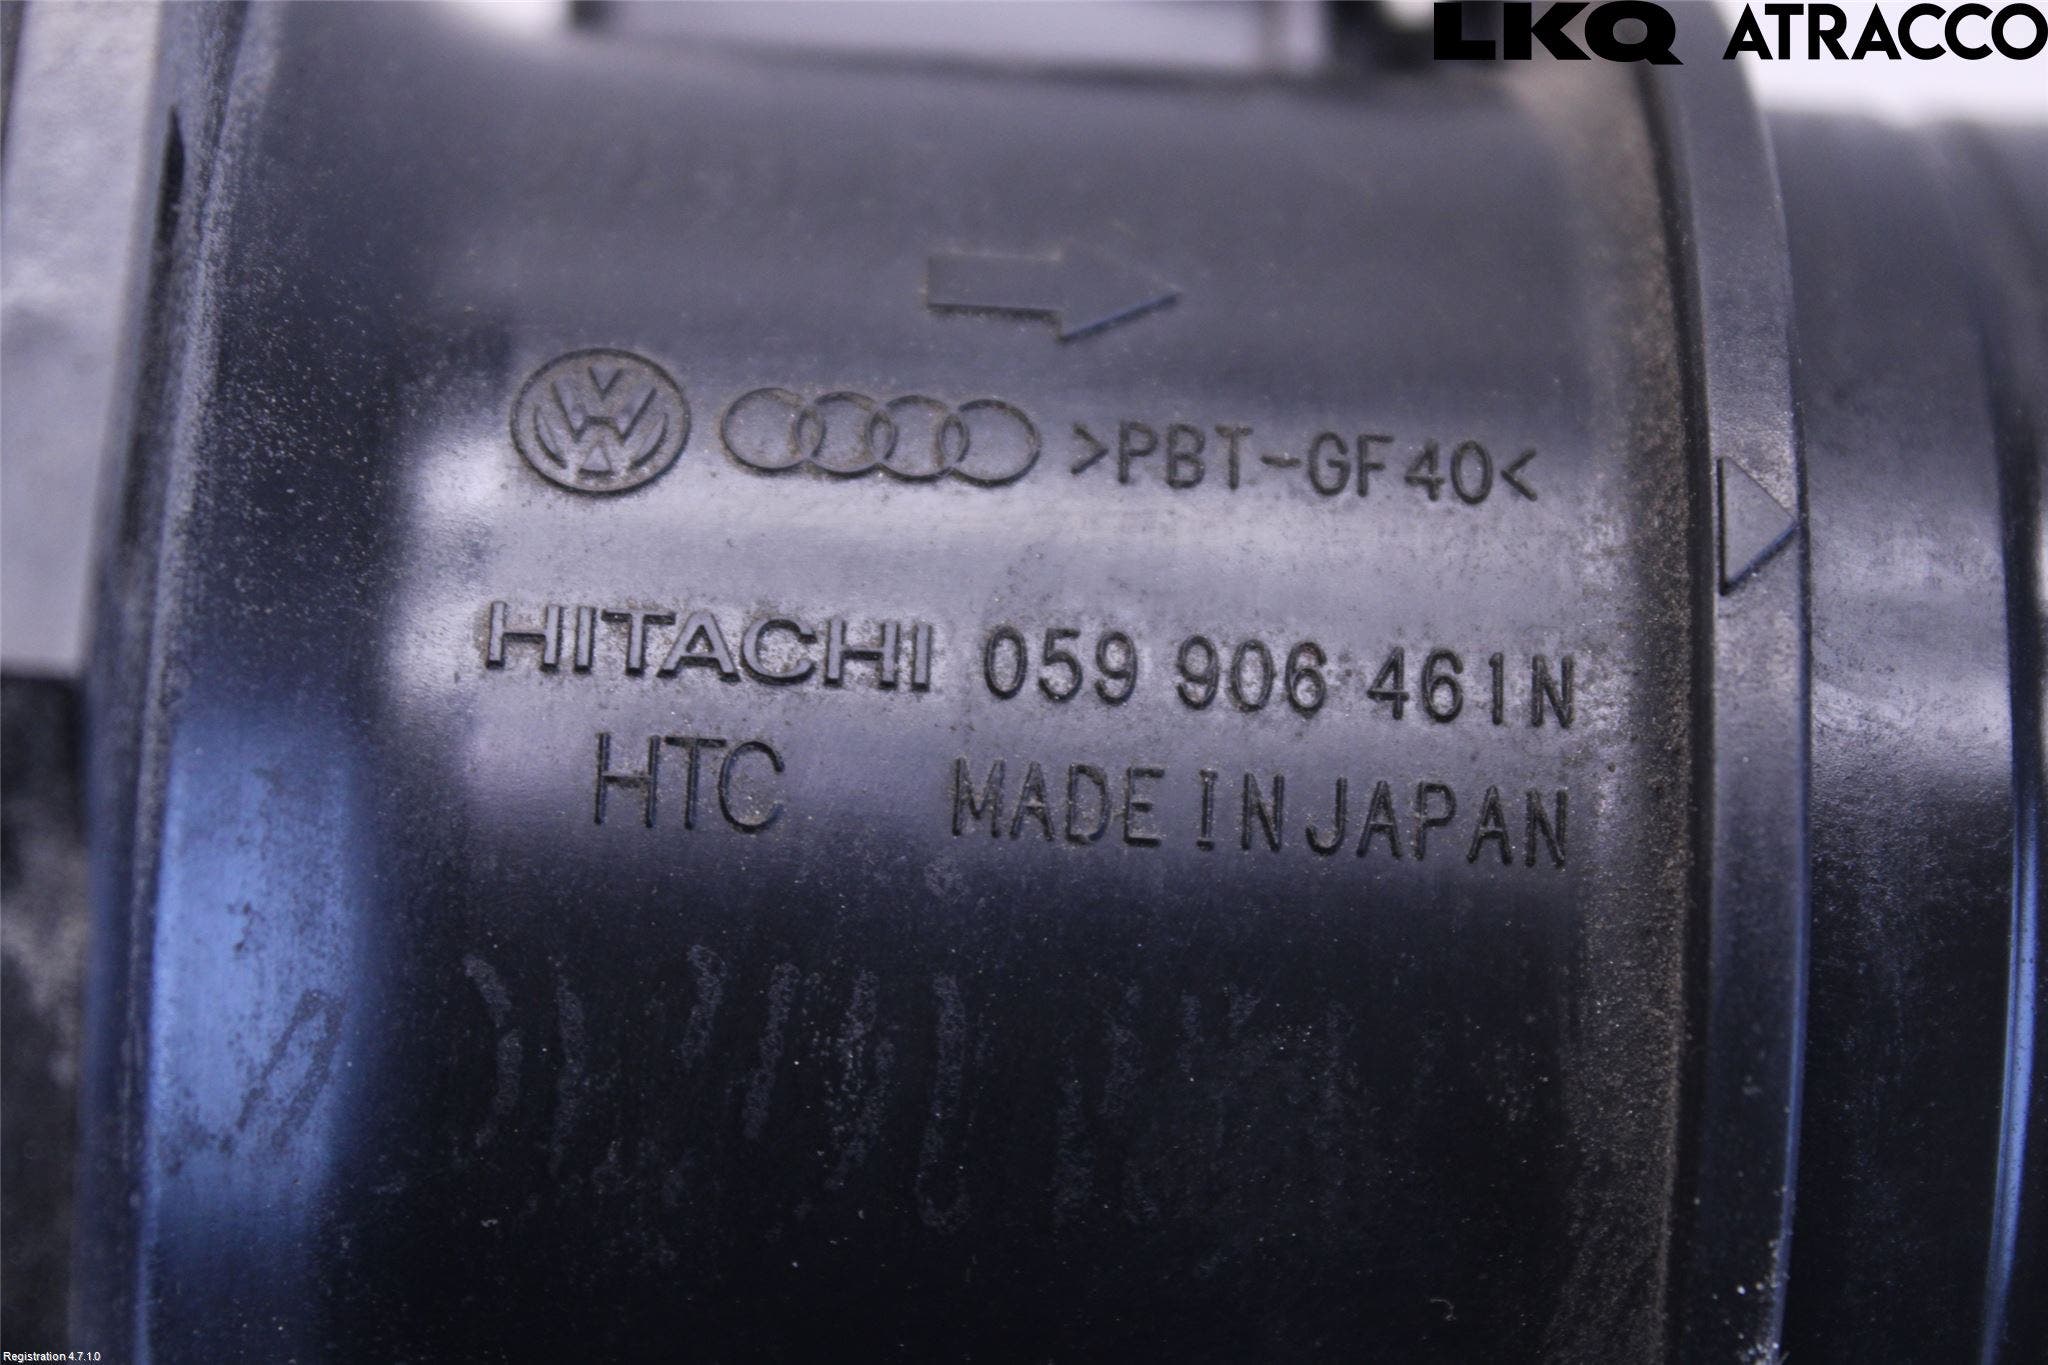 LKQ ATRACCO
>PBT-GF40<
HITACHI 059 906 461N
HTC MADE IN JAPAN
Registration 4.7.1.0